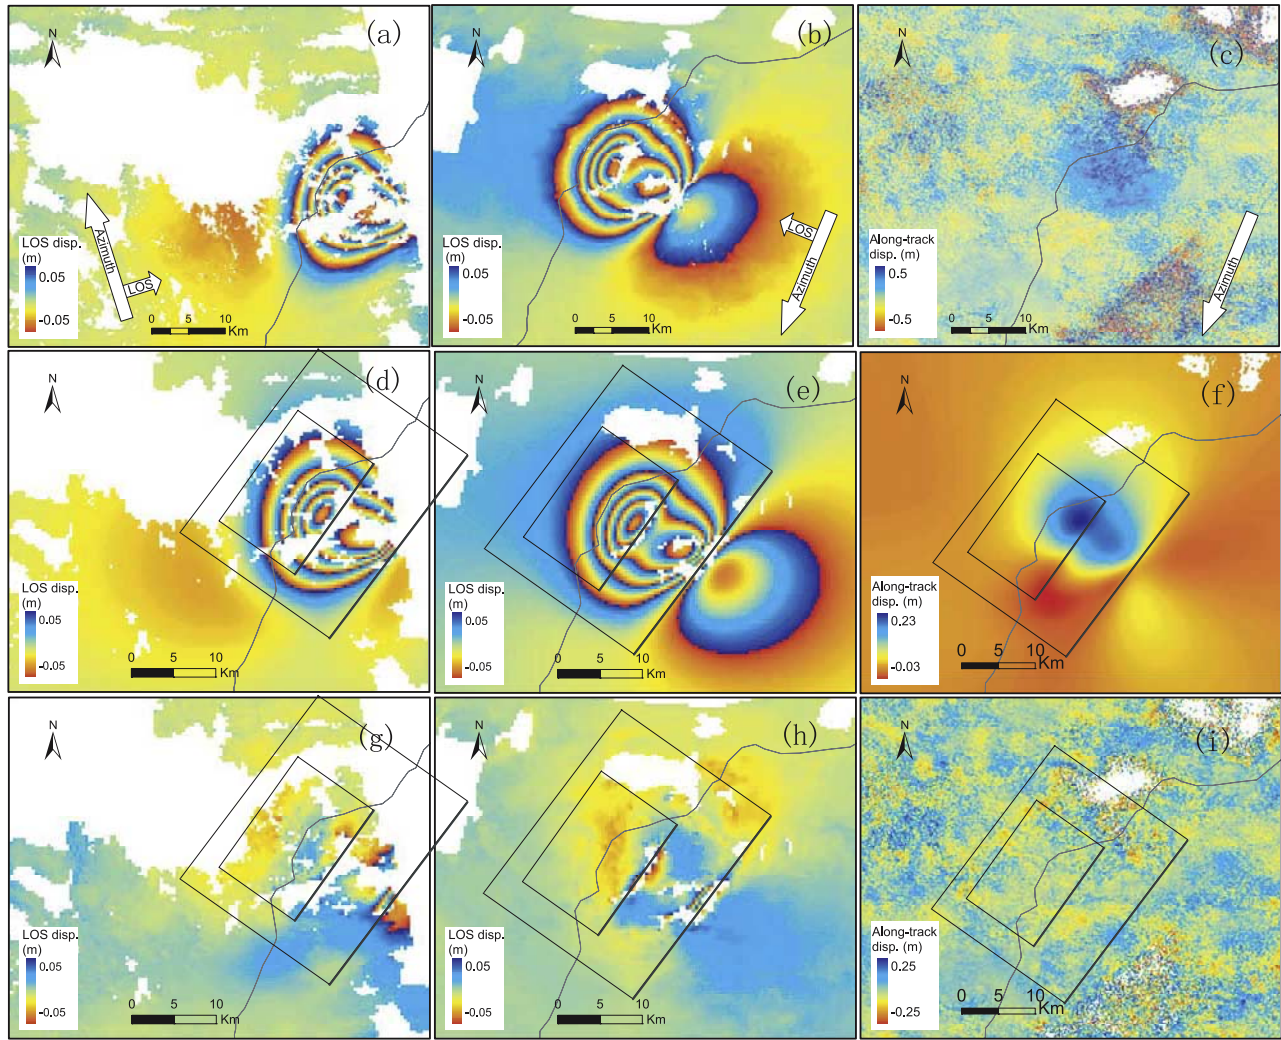 N
(a)
Azimuth
LOS
LOS disp.
(m)
0.05
-0.05
0 5 10
Km
N
(b)
LOS
Azimuth
LOS disp.
(m)
0.05
-0.05
0 5 10
Km
N
(c)
Azimuth
Along-track
disp. (m)
0.5
-0.5
0 5 10
Km
N
(d)
LOS disp.
(m)
0.05
-0.05
0 5 10
Km
N
(e)
LOS disp.
(m)
0.05
-0.05
0 5 10
Km
N
(f)
Along-track
disp. (m)
0.23
-0.03
0 5 10
Km
N
(g)
LOS disp.
(m)
0.05
-0.05
0 5 10
Km
N
(h)
LOS disp.
(m)
0.05
-0.05
0 5 10
Km
N
(i)
Along-track
disp. (m)
0.25
-0.25
0 5 10
Km